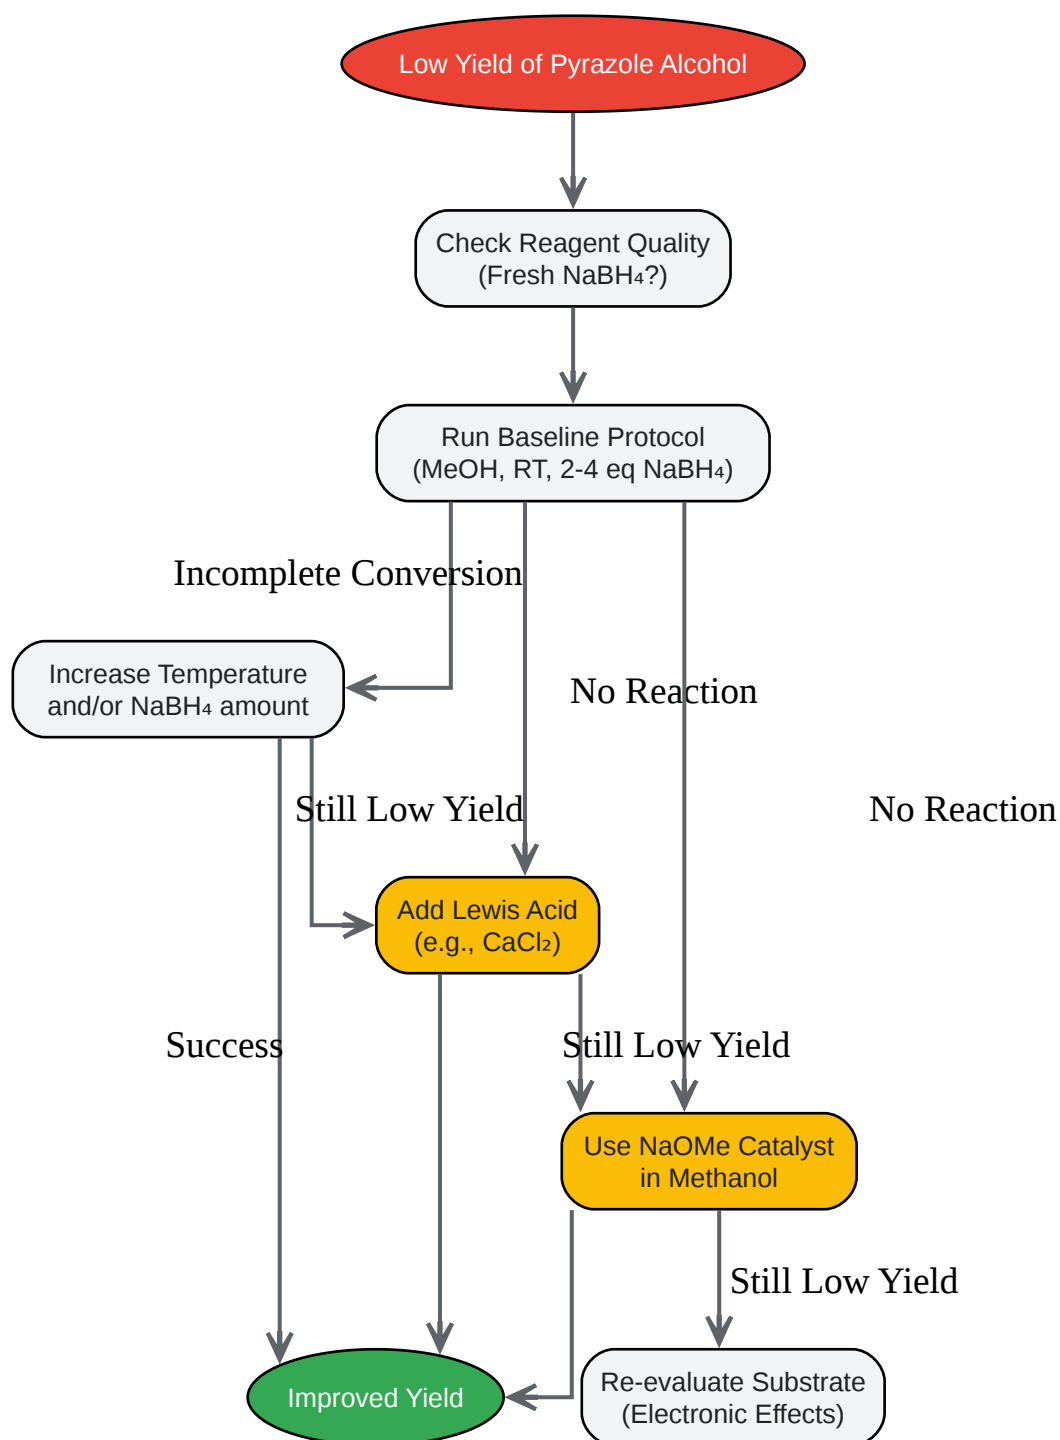 Low Yield of Pyrazole Alcohol
Check Reagent Quality
(Fresh NaBH₄?)
Run Baseline Protocol
(MeOH, RT, 2-4 eq NaBH₄)
Incomplete Conversion
Increase Temperature
and/or NaBH₄ amount
No Reaction
Still Low Yield
No Reaction
Add Lewis Acid
(e.g., CaCl₂)
Success
Still Low Yield
Use NaOMe Catalyst
in Methanol
Still Low Yield
Improved Yield
Re-evaluate Substrate
(Electronic Effects)